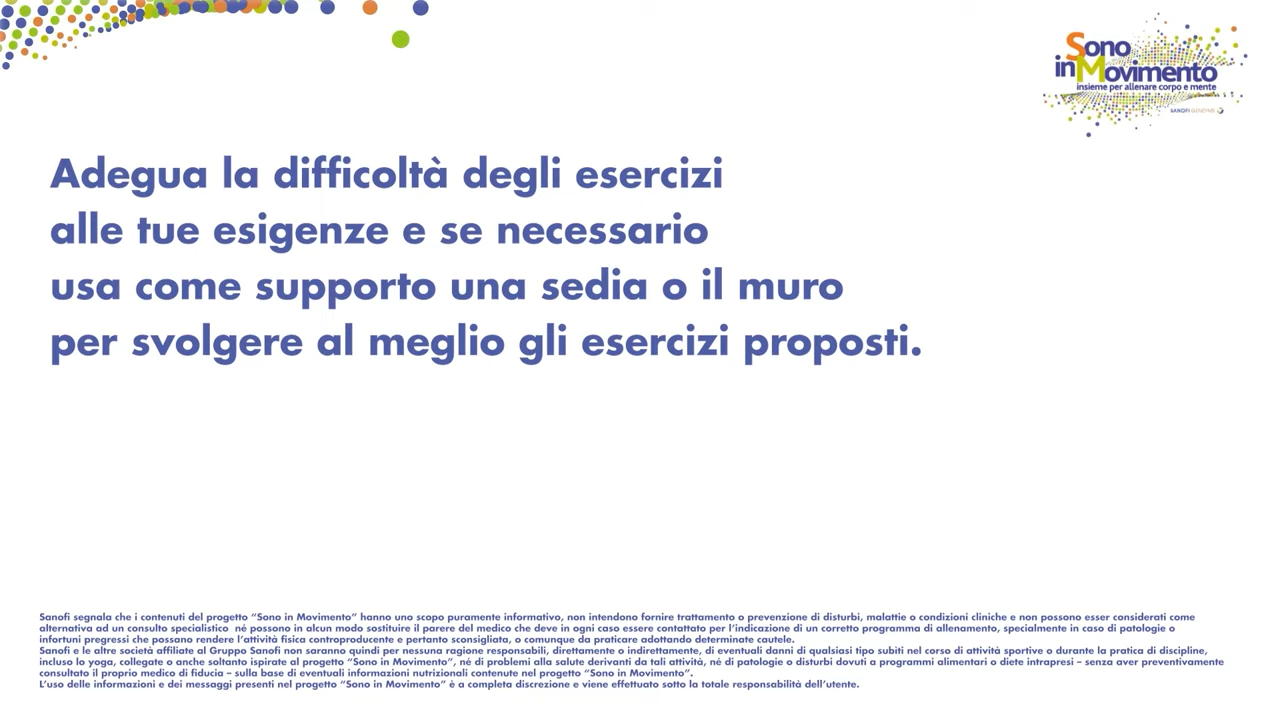 Sono
in Movimento
insieme per allenare corpo e mente
SANOFI GENZYME
Adegua la difficoltà degli esercizi
alle tue esigenze e se necessario
usa come supporto una sedia o il muro
per svolgere al meglio gli esercizi proposti.
Sanofi segnala che i contenuti del progetto “Sono in Movimento” hanno uno scopo puramente informativo, non intendono fornire trattamento o prevenzione di disturbi, malattie o condizioni cliniche e non possono esser considerati come
alternativa ad un consulto specialistico né possono in alcun modo sostituire il parere del medico che deve in ogni caso essere contattato per l’indicazione di un corretto programma di allenamento, specialmente in caso di patologie o
infortuni pregressi che possano rendere l’attività fisica controproducente e pertanto sconsigliata, o comunque da praticare adottando determinate cautele.
Sanofi e le altre società affiliate al Gruppo Sanofi non saranno quindi per nessuna ragione responsabili, direttamente o indirettamente, di eventuali danni di qualsiasi tipo subiti nel corso di attività sportive o durante la pratica di discipline,
incluso lo yoga, collegate o anche soltanto ispirate al progetto “Sono in Movimento”, né di problemi alla salute derivanti da tali attività, né di patologie o disturbi dovuti a programmi alimentari o diete intrapresi – senza aver preventivamente
consultato il proprio medico di fiducia – sulla base di eventuali informazioni nutrizionali contenute nel progetto “Sono in Movimento”.
L’uso delle informazioni e dei messaggi presenti nel progetto “Sono in Movimento” è a completa discrezione e viene effettuato sotto la totale responsabilità dell’utente.